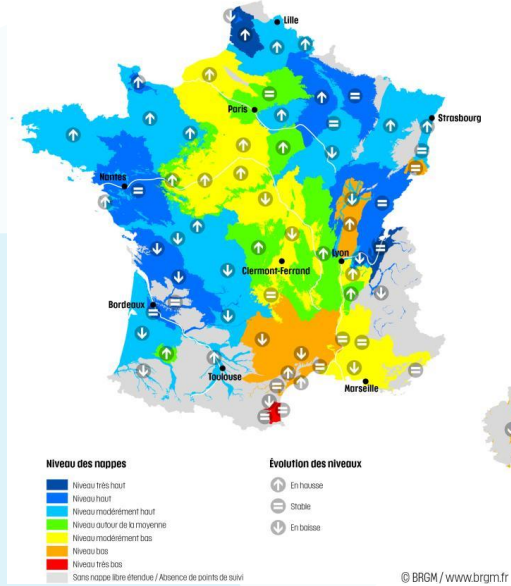 Lille
Paris
Strasbourg
Nantes
Lyon
Clermont-Ferrand
Bordeaux
Toulouse
Marseille
Niveau des nappes
Niveau très haut
Niveau haut
Niveau modérément haut
Niveau autour de la moyenne
Niveau modérément bas
Niveau bas
Niveau très bas
Sans nappe libre étendue / Absence de points de suivi
Évolution des niveaux
En hausse
Stable
En baisse
© BRGM / www.brgm.fr